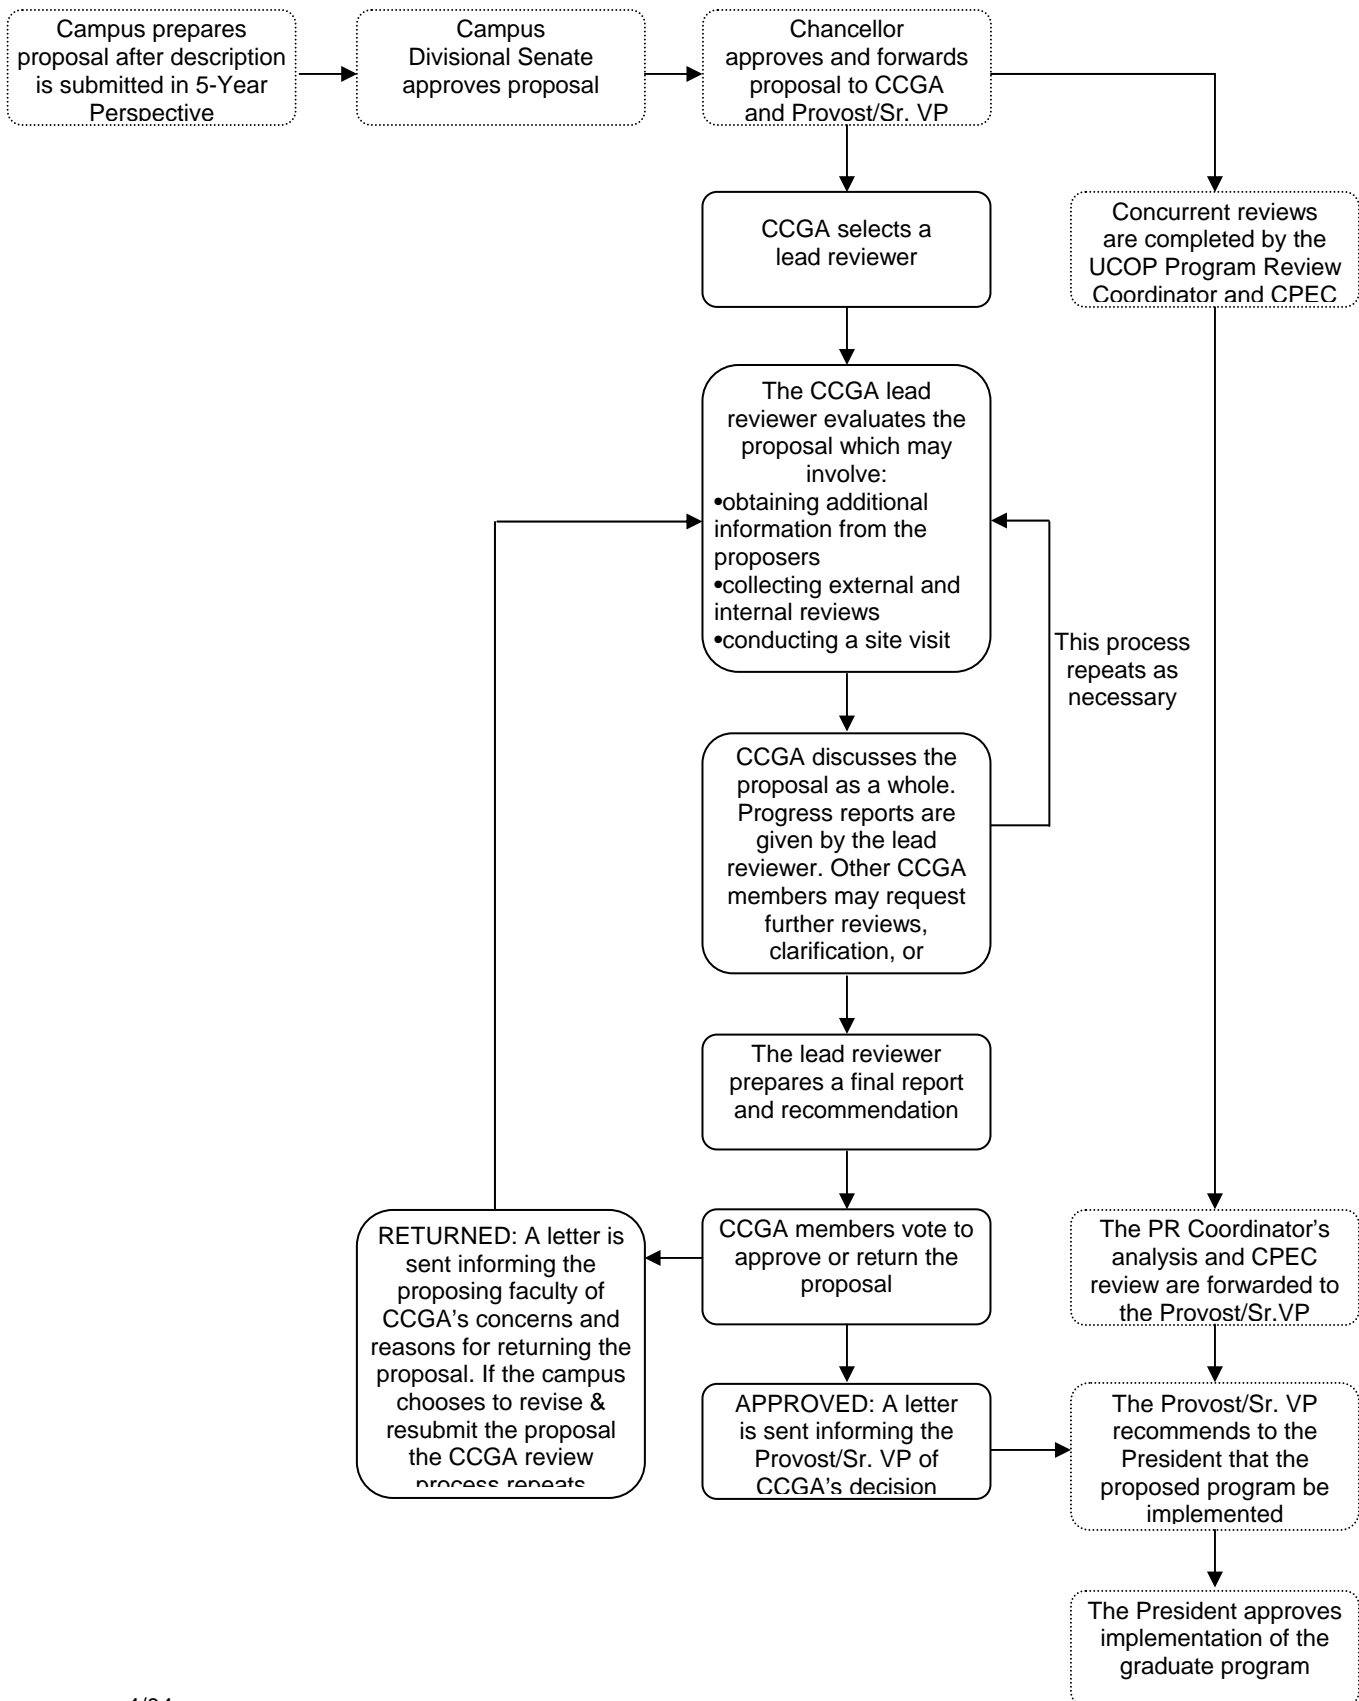 Campus prepares
proposal after description
is submitted in 5-Year
Perspective
Campus
Divisional Senate
approves proposal
Chancellor
approves and forwards
proposal to CCGA
and Provost/Sr. VP
CCGA selects a
lead reviewer
Concurrent reviews
are completed by the
UCOP Program Review
Coordinator and CPEC
The CCGA lead
reviewer evaluates the
proposal which may
involve:
•obtaining additional
information from the
proposers
•collecting external and
internal reviews
•conducting a site visit
This process
repeats as
necessary
CCGA discusses the
proposal as a whole.
Progress reports are
given by the lead
reviewer. Other CCGA
members may request
further reviews,
clarification, or
The lead reviewer
prepares a final report
and recommendation
RETURNED: A letter is
sent informing the
proposing faculty of
CCGA's concerns and
reasons for returning the
proposal. If the campus
chooses to revise &
resubmit the proposal
the CCGA review
process repeats
CCGA members vote to
approve or return the
proposal
The PR Coordinator's
analysis and CPEC
review are forwarded to
the Provost/Sr.VP
APPROVED: A letter
is sent informing the
Provost/Sr. VP of
CCGA's decision
The Provost/Sr. VP
recommends to the
President that the
proposed program be
implemented
The President approves
implementation of the
graduate program